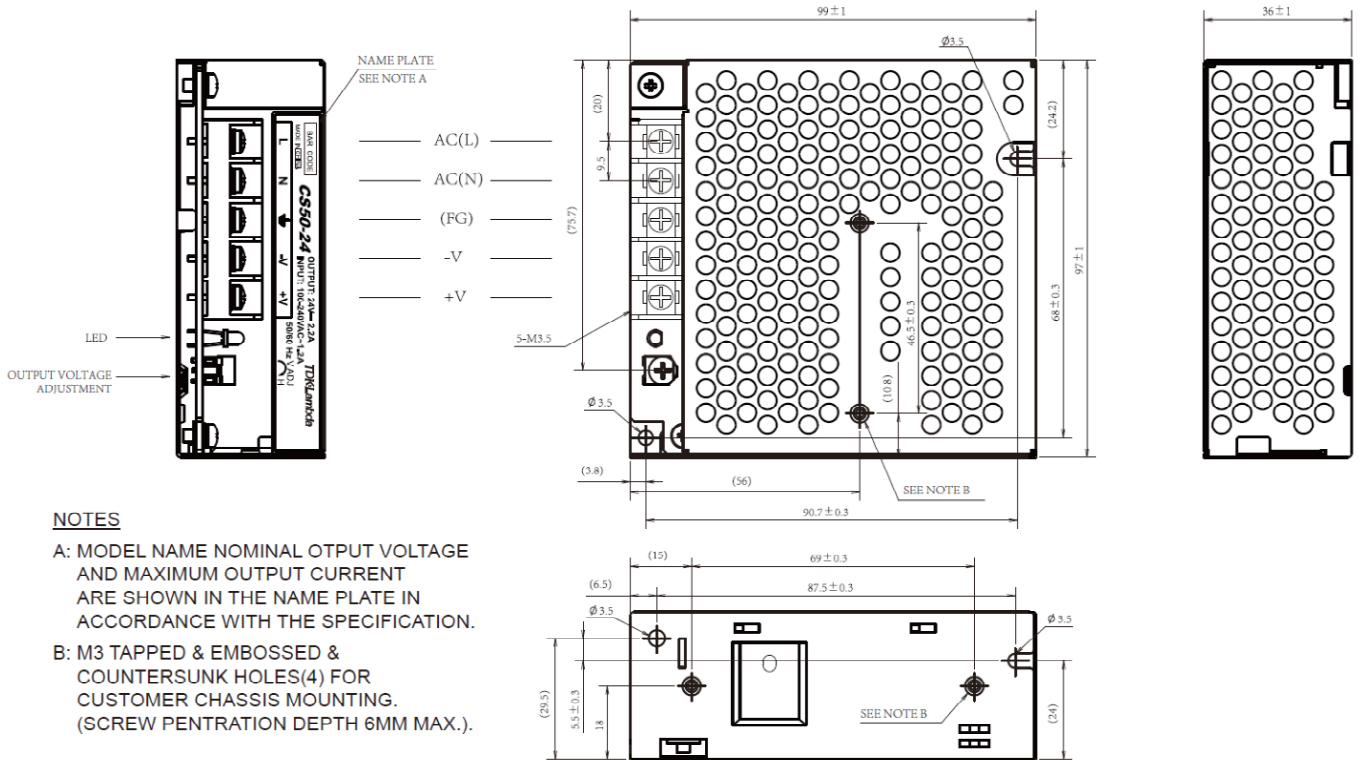 99±1
36±1
Ø3.5
NAME PLATE
SEE NOTE A
(20)
9.5
(75.7)
(24.2)
68±0.3
97±1
46.5±0.3
(10.8)
AC(L)
AC(N)
(FG)
-V
+V
BAR CODE
MADE IN
L
N
-V
+V
CS50-24
OUTPUT: 24V 2.2A
INPUT: 100-240VAC~1.2A
50/60 Hz
V.ADJ
TDK·Lambda
LED
OUTPUT VOLTAGE
ADJUSTMENT
5-M3.5
Ø3.5
(3.8)
(56)
SEE NOTE B
90.7±0.3
NOTES
A: MODEL NAME NOMINAL OTPUT VOLTAGE
AND MAXIMUM OUTPUT CURRENT
ARE SHOWN IN THE NAME PLATE IN
ACCORDANCE WITH THE SPECIFICATION.
B: M3 TAPPED & EMBOSSED &
COUNTERSUNK HOLES(4) FOR
CUSTOMER CHASSIS MOUNTING.
(SCREW PENTRATION DEPTH 6MM MAX.).
(15)
69±0.3
(6.5)
87.5±0.3
Ø3.5
Ø3.5
(29.5)
5.5±0.3
18
SEE NOTE B
(24)